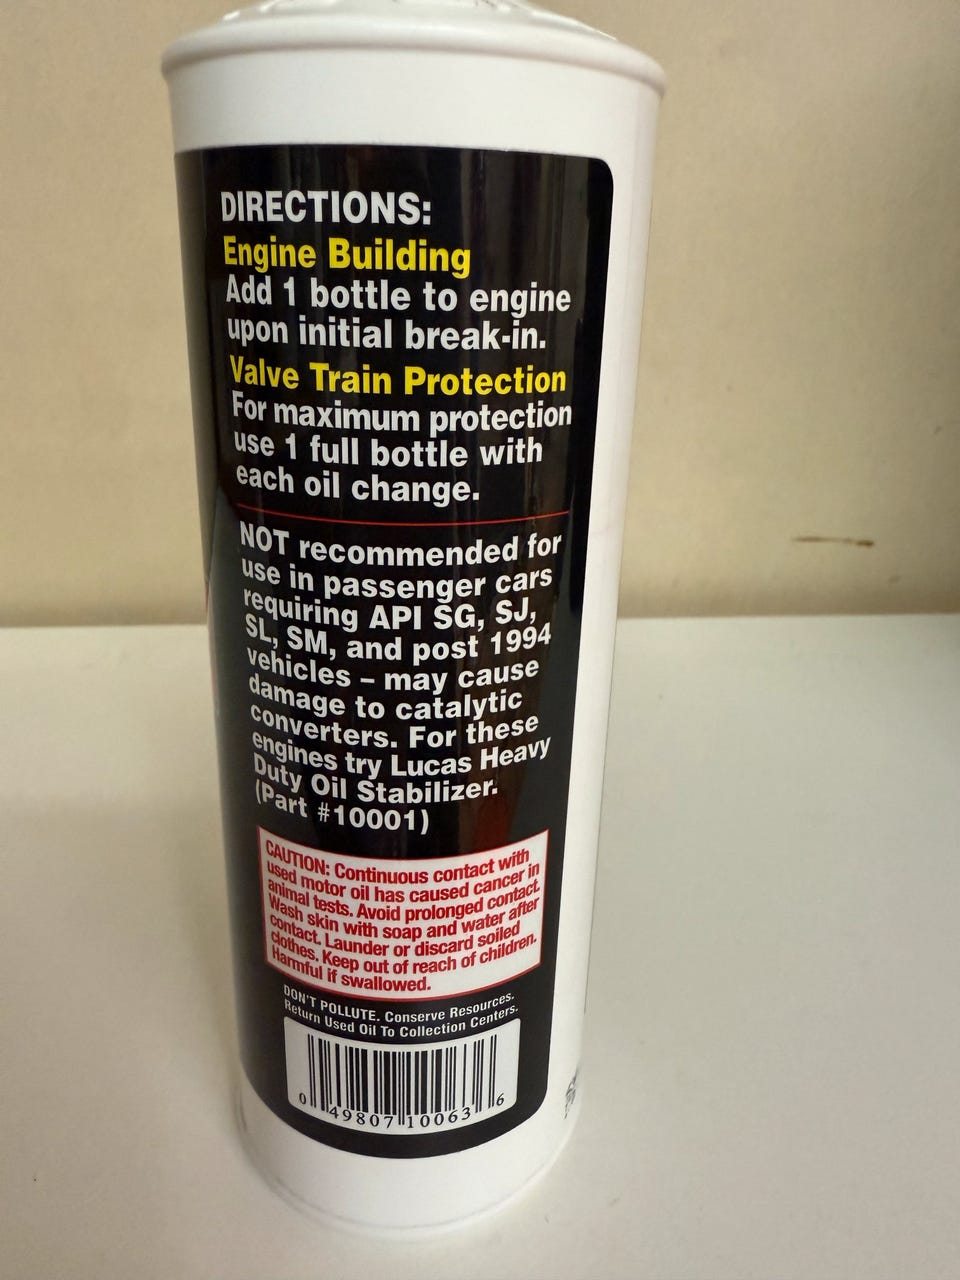 DIRECTIONS:
Engine Building
Add 1 bottle to engine
upon initial break-in.
Valve Train Protection
For maximum protection
use 1 full bottle with
each oil change.
NOT recommended for
use in passenger cars
requiring API SG, SJ,
SL, SM, and post 1994
vehicles – may cause
damage to catalytic
converters. For these
engines try Lucas Heavy
Duty Oil Stabilizer.
(Part #10001)
CAUTION: Continuous contact with
used motor oil has caused cancer in
animal tests. Avoid prolonged contact.
Wash skin with soap and water after
contact. Launder or discard soiled
clothes. Keep out of reach of children.
Harmful if swallowed.
DON'T POLLUTE. Conserve Resources.
Return Used Oil To Collection Centers.
0 49807 10063 6